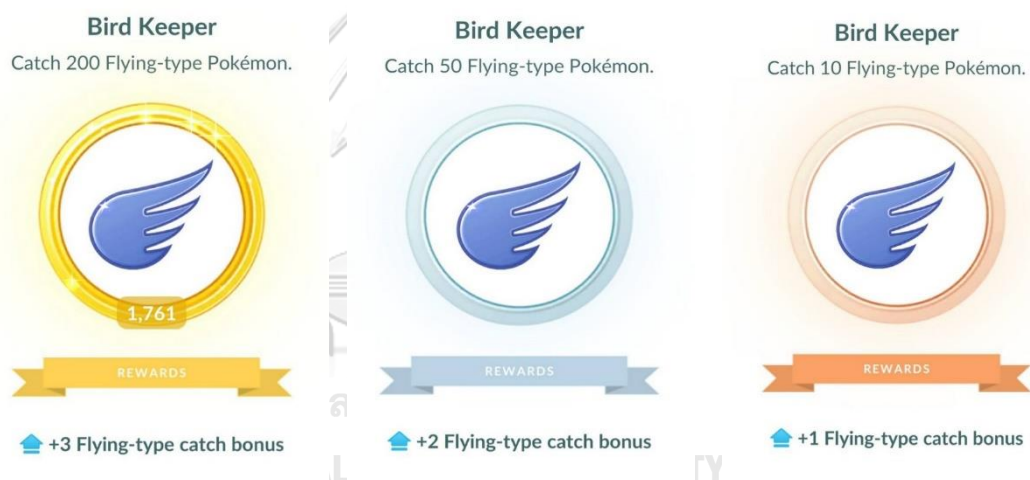 Bird Keeper
Catch 200 Flying-type Pokémon.
1,761
REWARDS
+3 Flying-type catch bonus
Bird Keeper
Catch 50 Flying-type Pokémon.
REWARDS
+2 Flying-type catch bonus
Bird Keeper
Catch 10 Flying-type Pokémon.
REWARDS
+1 Flying-type catch bonus